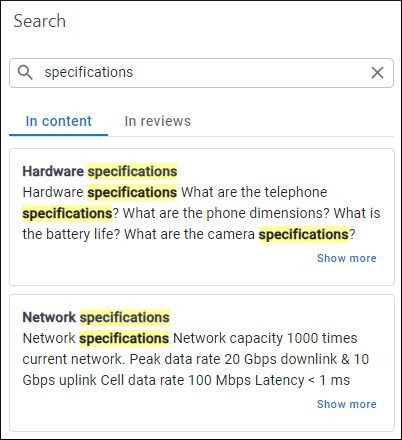 Search
specifications
In content In reviews
Hardware specifications
Hardware specifications What are the telephone
specifications? What are the phone dimensions? What is
the battery life? What are the camera specifications?
Show more
Network specifications
Network specifications Network capacity 1000 times
current network. Peak data rate 20 Gbps downlink & 10
Gbps uplink Cell data rate 100 Mbps Latency < 1 ms
Show more